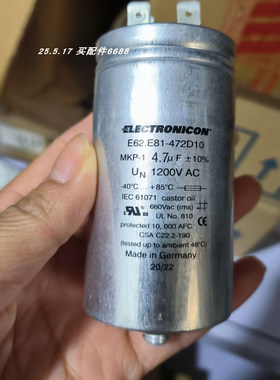 25.5.17 买配件6688
ELECTRONICON®
E62.E81-472D10
MKP-1 4.7µF ±10%
UN 1200V AC
-40°C ... +85°C
IEC 61071 castor oil
660Vac (rms)
UL No. 810
protected 10, 000 AFC
CSA C22.2-190
(tested up to ambient 46°C)
Made in Germany
20/22